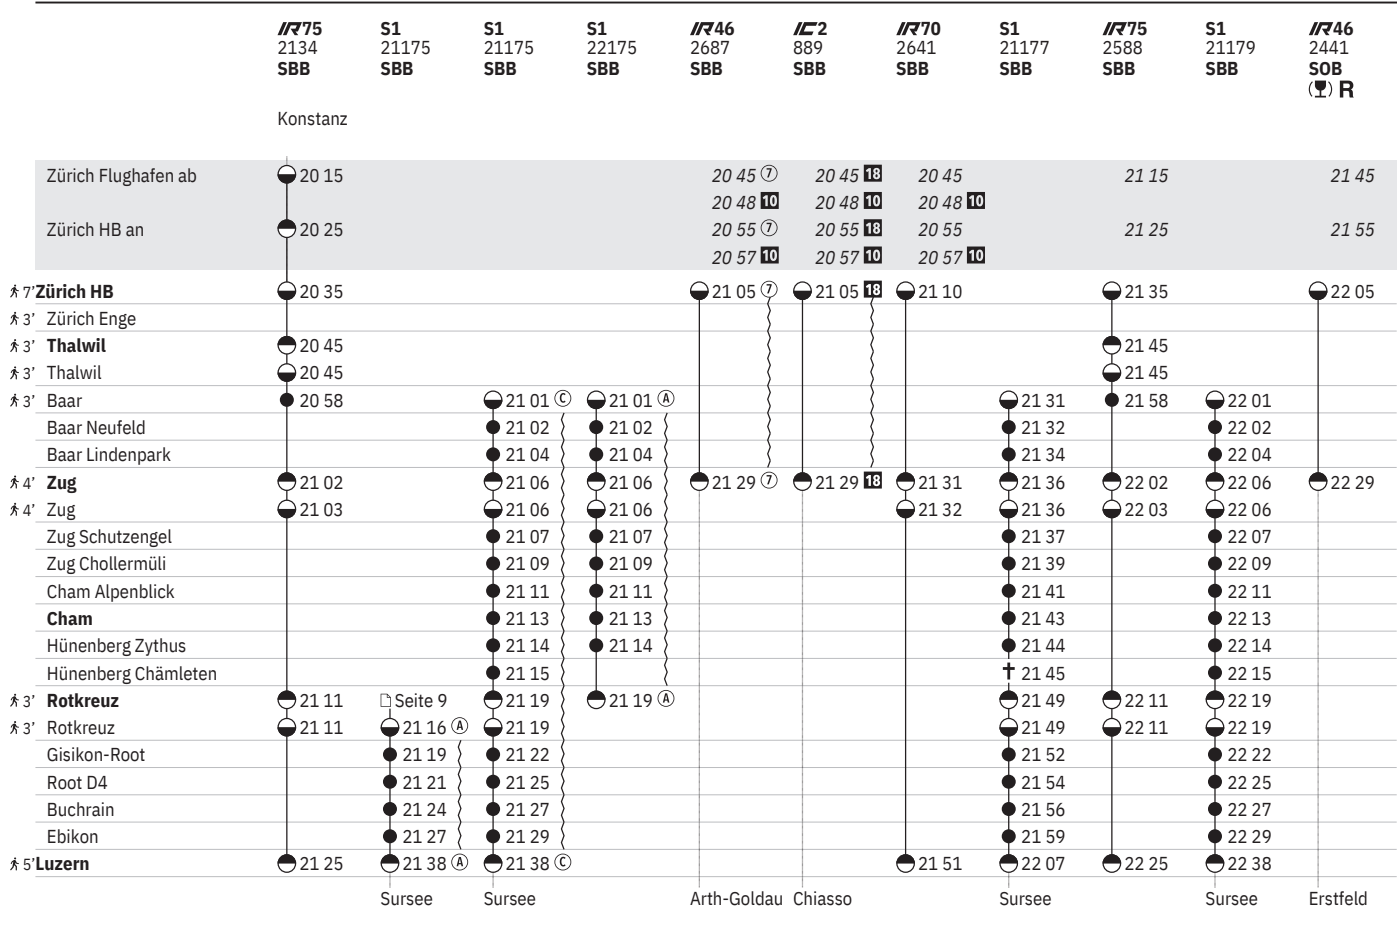 IR75 S1 S1 S1 IR46 IC2 IR70 S1 IR75 S1 IR46
2134 21175 21175 22175 2687 889 2641 21177 2588 21179 2441
SBB SBB SBB SBB SBB SBB SBB SBB SBB SBB SOB
R
Konstanz
Zürich Flughafen ab 20 15 20 45 7 20 45 18 20 45 21 15 21 45
20 48 10 20 48 10 20 48 10
Zürich HB an 20 25 20 55 7 20 55 18 20 55 21 25 21 55
20 57 10 20 57 10 20 57 10
7' Zürich HB 20 35 21 05 7 21 05 18 21 10 21 35 22 05
3' Zürich Enge
3' Thalwil 20 45 21 45
3' Thalwil 20 45 21 45
3' Baar 20 58 21 01 C 21 01 A 21 31 21 58 22 01
Baar Neufeld 21 02 21 02 21 32 22 02
Baar Lindenpark 21 04 21 04 21 34 22 04
4' Zug 21 02 21 06 21 06 21 29 7 21 29 18 21 31 21 36 22 02 22 06 22 29
4' Zug 21 03 21 06 21 06 21 32 21 36 22 03 22 06
Zug Schutzengel 21 07 21 07 21 37 22 07
Zug Chollermüli 21 09 21 09 21 39 22 09
Cham Alpenblick 21 11 21 11 21 41 22 11
Cham 21 13 21 13 21 43 22 13
Hünenberg Zythus 21 14 21 14 21 44 22 14
Hünenberg Chämleten 21 15 21 45 22 15
3' Rotkreuz 21 11 Seite 9 21 19 21 19 A 21 49 22 11 22 19
3' Rotkreuz 21 11 21 16 A 21 19 21 49 22 11 22 19
Gisikon-Root 21 19 21 22 21 52 22 22
Root D4 21 21 21 25 21 54 22 25
Buchrain 21 24 21 27 21 56 22 27
Ebikon 21 27 21 29 21 59 22 29
5' Luzern 21 25 21 38 A 21 38 C 21 51 22 07 22 25 22 38
Sursee Sursee Arth-Goldau Chiasso Sursee Sursee Erstfeld